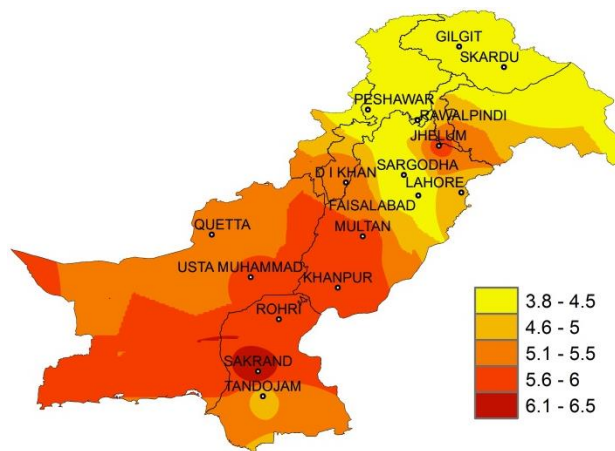 GILGIT
SKARDU
PESHAWAR
RAWALPINDI
JHELUM
SARGODHA
D I KHAN
LAHORE
FAISALABAD
QUETTA
MULTAN
USTA MUHAMMAD
KHANPUR
ROHRI
SAKRAND
TANDOJAM
3.8 - 4.5
4.6 - 5
5.1 - 5.5
5.6 - 6
6.1 - 6.5